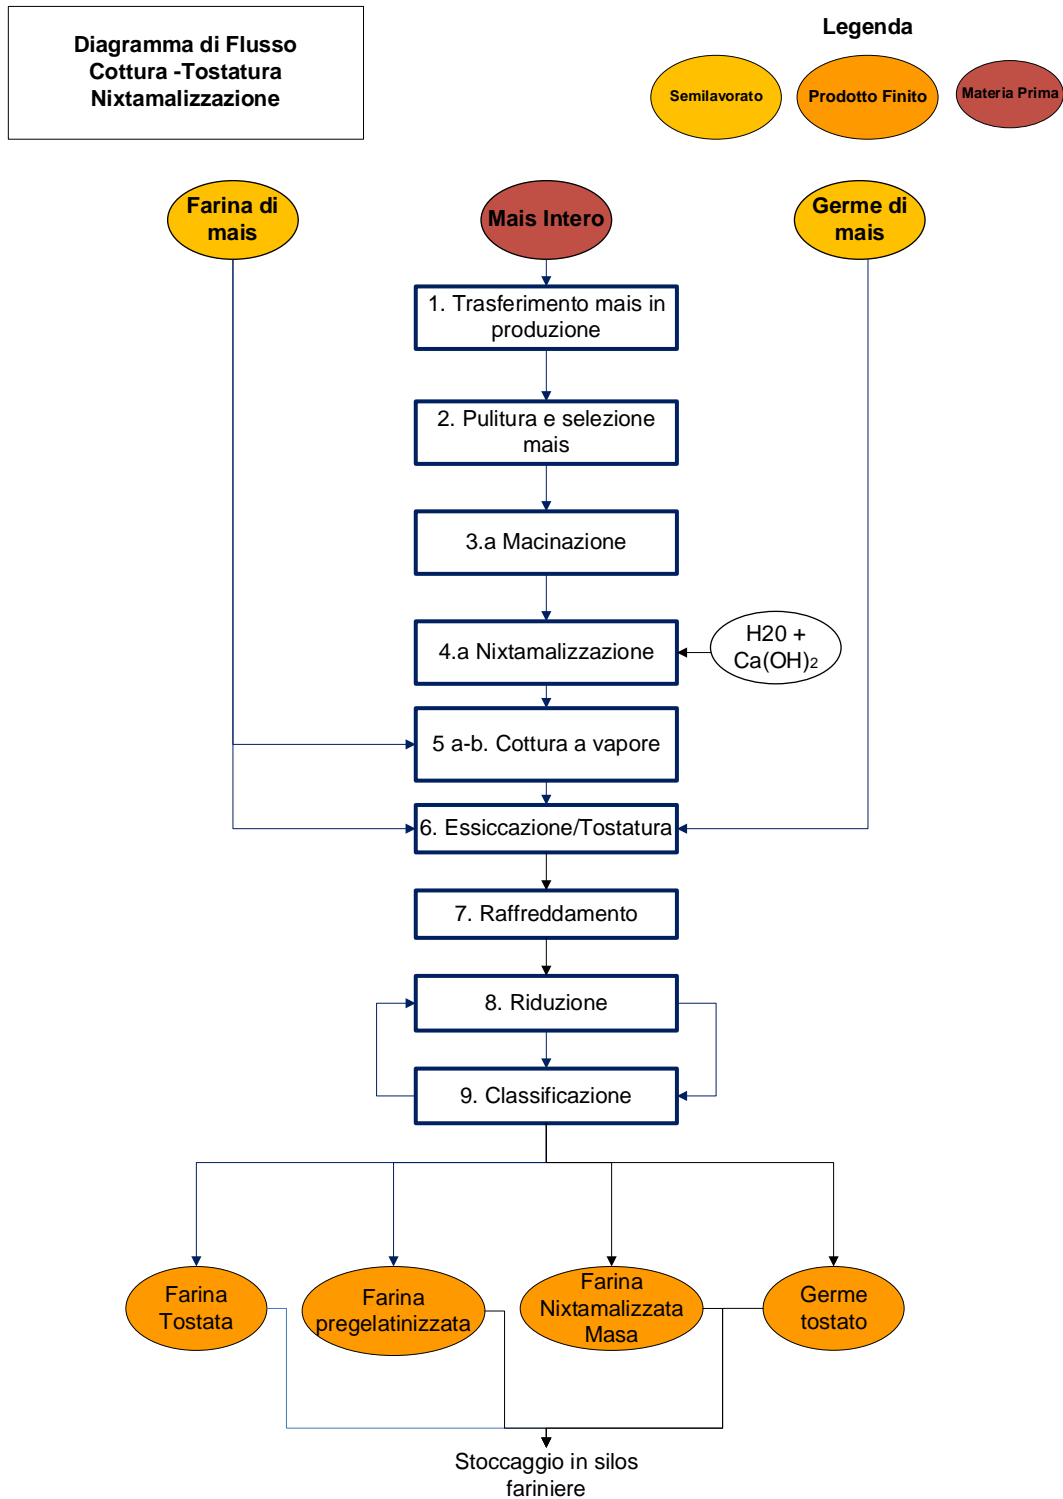 Diagramma di Flusso
Cottura -Tostatura
Nixtamalizzazione
Legenda
Semilavorato
Prodotto Finito
Materia Prima
Farina di
mais
Mais Intero
Germe di
mais
1. Trasferimento mais in
produzione
2. Pulitura e selezione
mais
3.a Macinazione
4.a Nixtamalizzazione
H20 +
Ca(OH)2
5 a-b. Cottura a vapore
6. Essiccazione/Tostatura
7. Raffreddamento
8. Riduzione
9. Classificazione
Farina
Tostata
Farina
pregelatinizzata
Farina
Nixtamalizzata
Masa
Germe
tostato
Stoccaggio in silos
fariniere